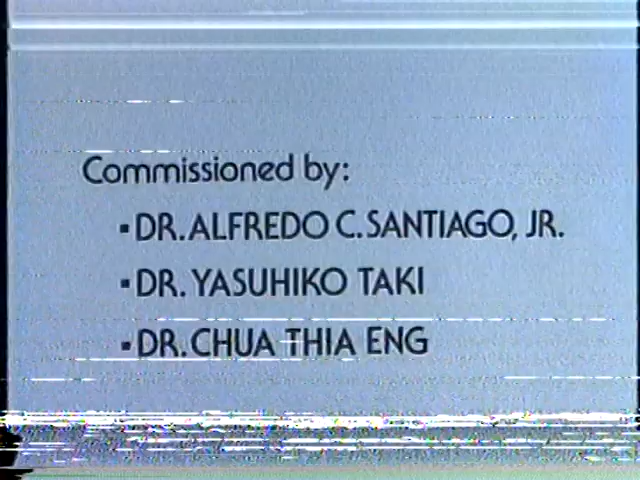 Commissioned by:
▪DR. ALFREDO C. SANTIAGO, JR.
▪DR. YASUHIKO TAKI
▪DR. CHUA THIA ENG